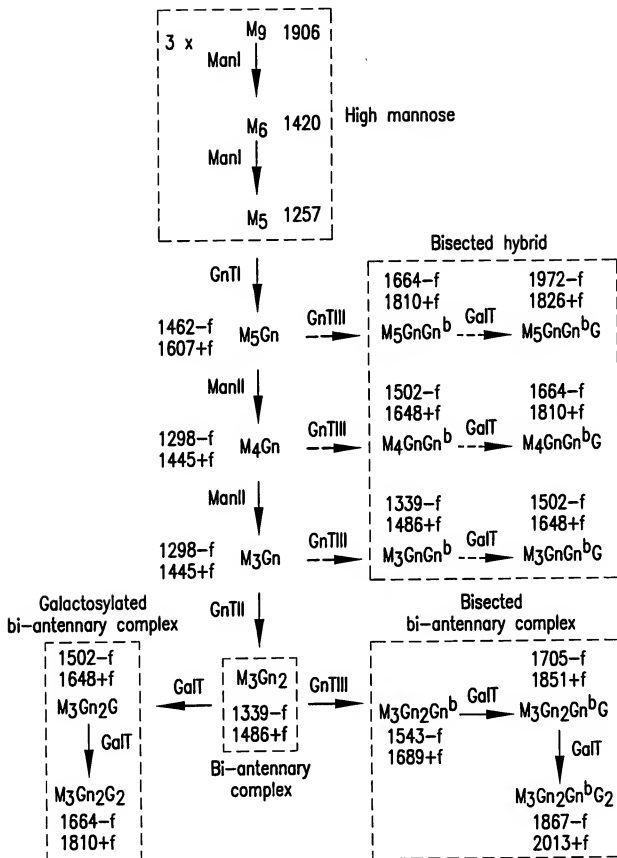 3 x
M9 1906
ManI
M6 1420
High mannose
ManI
M5 1257
GnTI
Bisected hybrid
1664-f
1810+f
1972-f
1826+f
1462-f
1607+f
M5Gn
GnTIII
M5GnGnb
GalT
M5GnGnbG
ManII
1502-f
1648+f
1664-f
1810+f
1298-f
1445+f
M4Gn
GnTIII
M4GnGnb
GalT
M4GnGnbG
ManII
1339-f
1486+f
1502-f
1648+f
1298-f
1445+f
M3Gn
GnTIII
M3GnGnb
GalT
M3GnGnbG
GnTII
Galactosylated
bi-antennary complex
1502-f
1648+f
M3Gn2G
GalT
M3Gn2G2
1664-f
1810+f
GalT
M3Gn2
1339-f
1486+f
Bi-antennary
complex
GnTIII
Bisected
bi-antennary complex
1705-f
1851+f
M3Gn2Gnb
GalT
M3Gn2GnbG
1543-f
1689+f
GalT
M3Gn2GnbG2
1867-f
2013+f